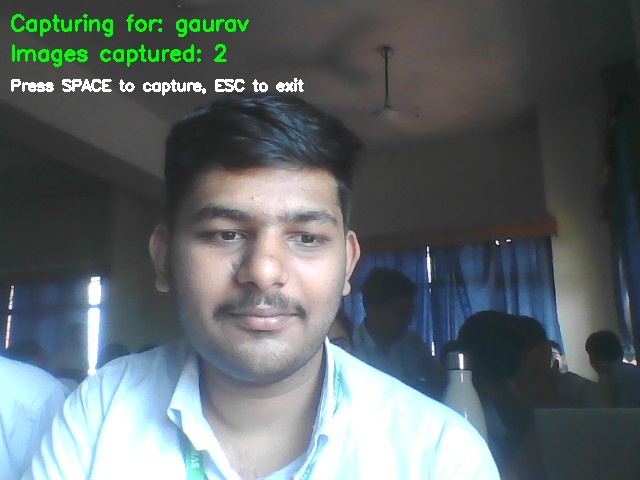 Capturing for: gaurav
Images captured: 2
Press SPACE to capture, ESC to exit